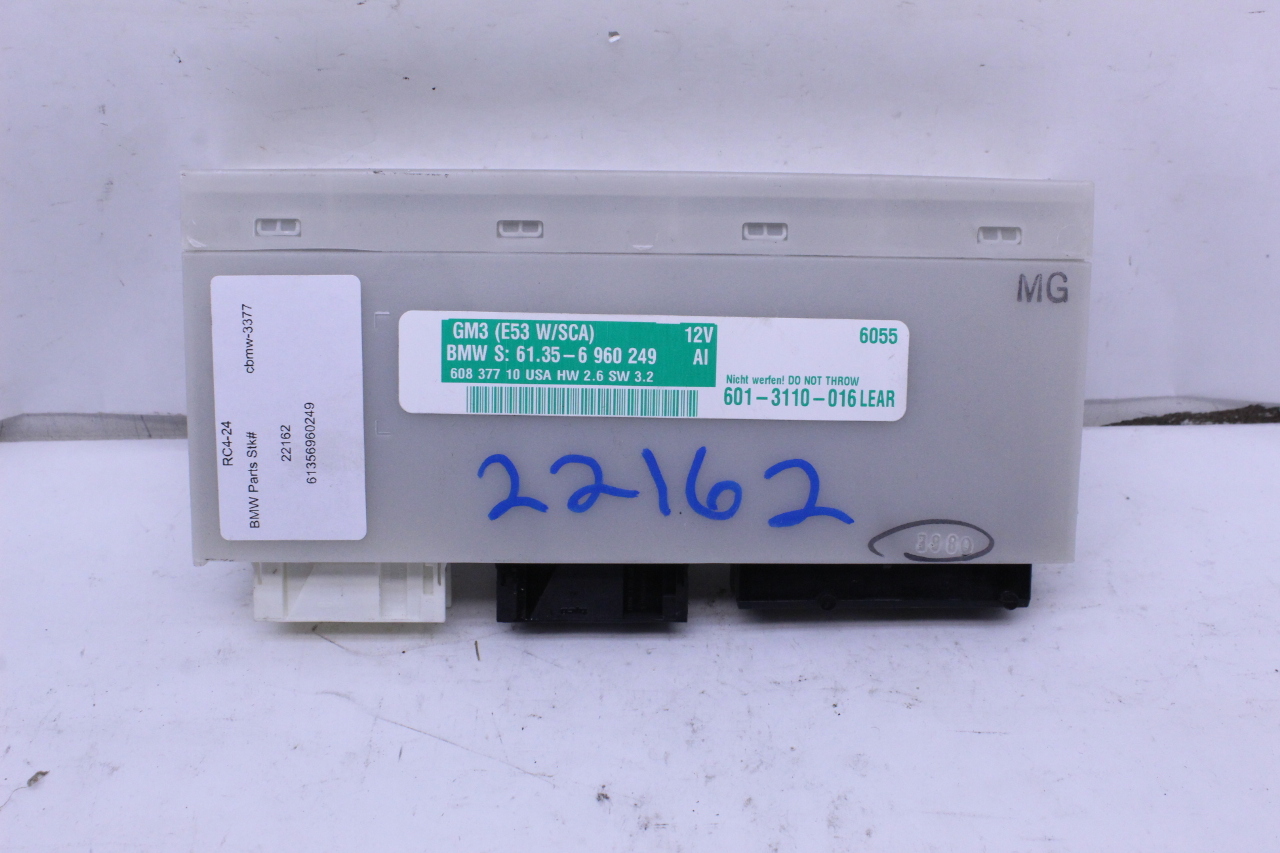 MG
RC4-24
BMW Parts Stk# cbmw-3377
22162
61356960249
GM3 (E53 W/SCA) 12V
BMW S: 61.35-6 960 249 AI
608 377 10 USA HW 2.6 SW 3.2
6055
Nicht werfen! DO NOT THROW
601-3110-016 LEAR
22162